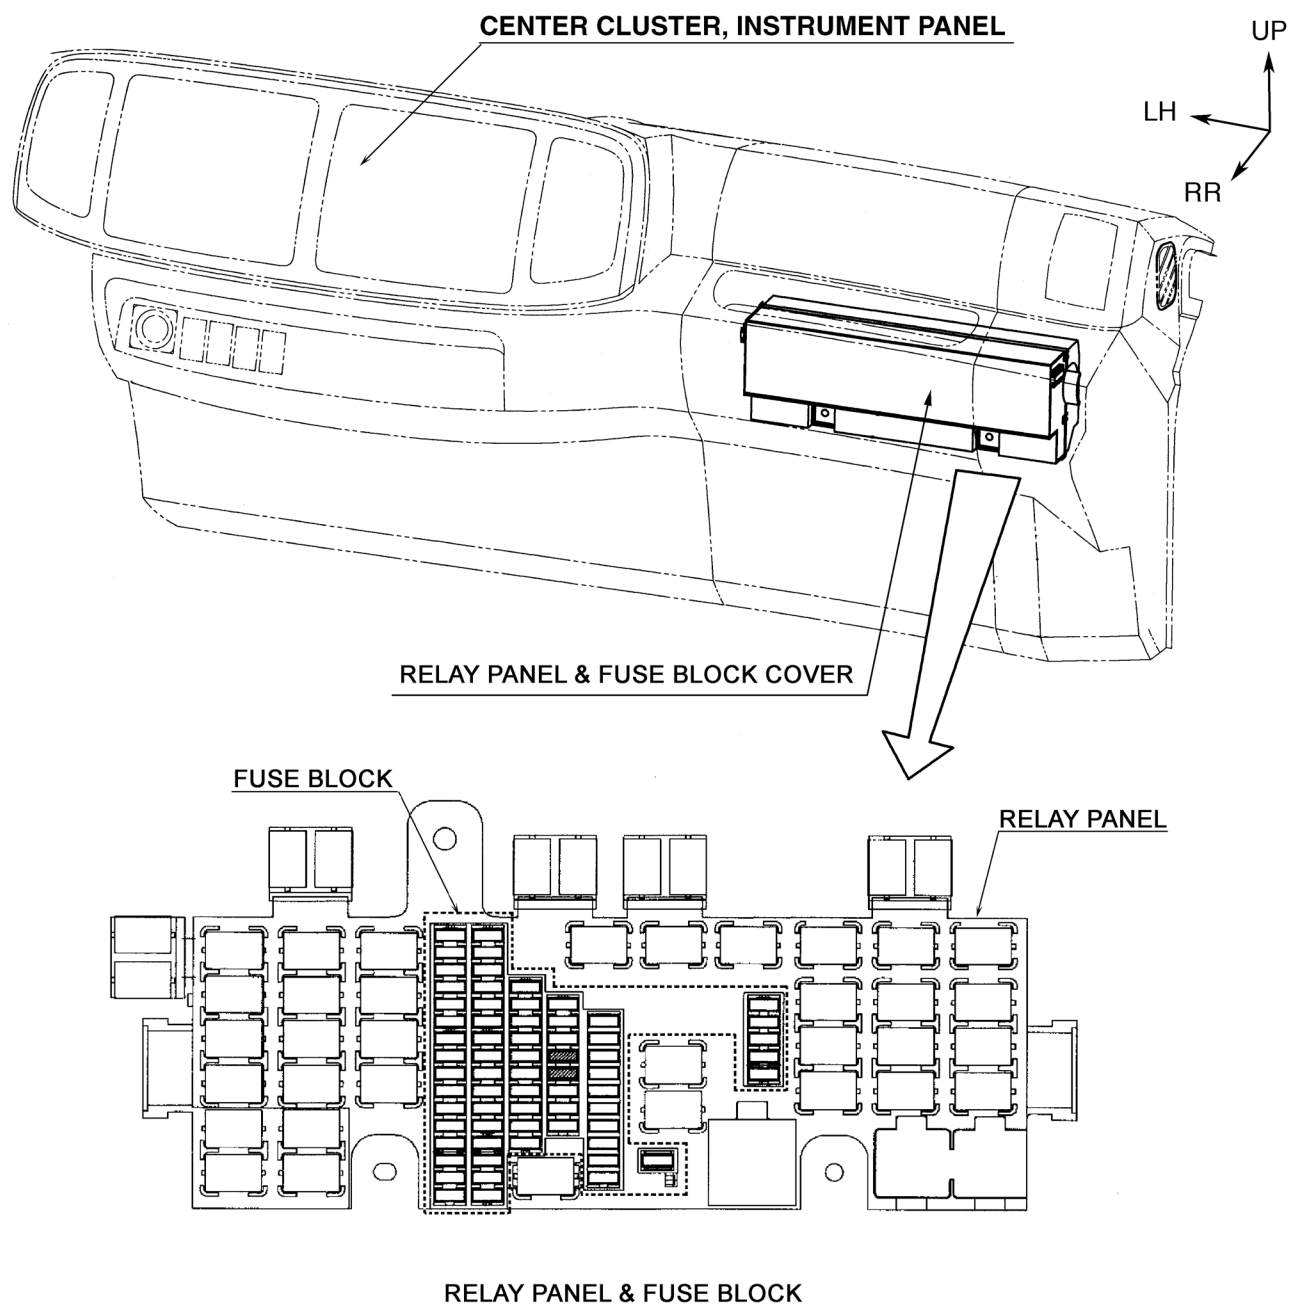 CENTER CLUSTER, INSTRUMENT PANEL
UP
LH
RR
RELAY PANEL & FUSE BLOCK COVER
FUSE BLOCK
RELAY PANEL
RELAY PANEL & FUSE BLOCK